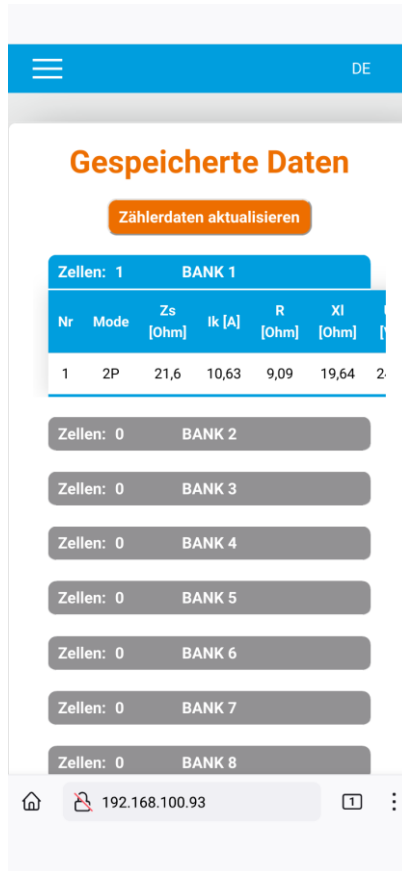 DE
Gespeicherte Daten
Zählerdaten aktualisieren
Zellen: 1 BANK 1
Nr Mode Zs [Ohm] Ik [A] R [Ohm] Xl [Ohm]
1 2P 21,6 10,63 9,09 19,64
Zellen: 0 BANK 2
Zellen: 0 BANK 3
Zellen: 0 BANK 4
Zellen: 0 BANK 5
Zellen: 0 BANK 6
Zellen: 0 BANK 7
Zellen: 0 BANK 8
192.168.100.93 1